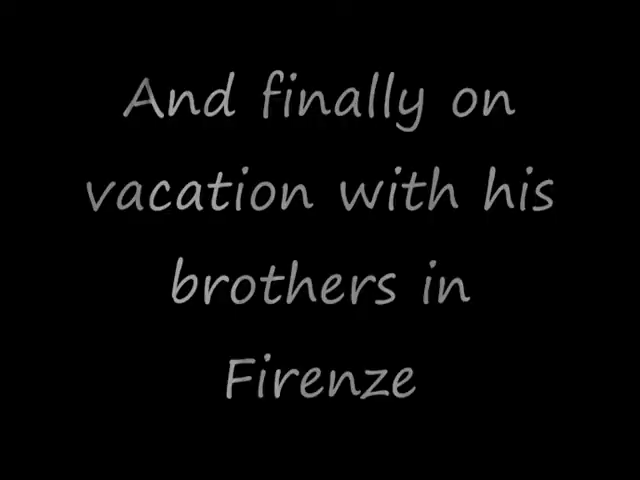 And finally on
vacation with his
brothers in
Firenze